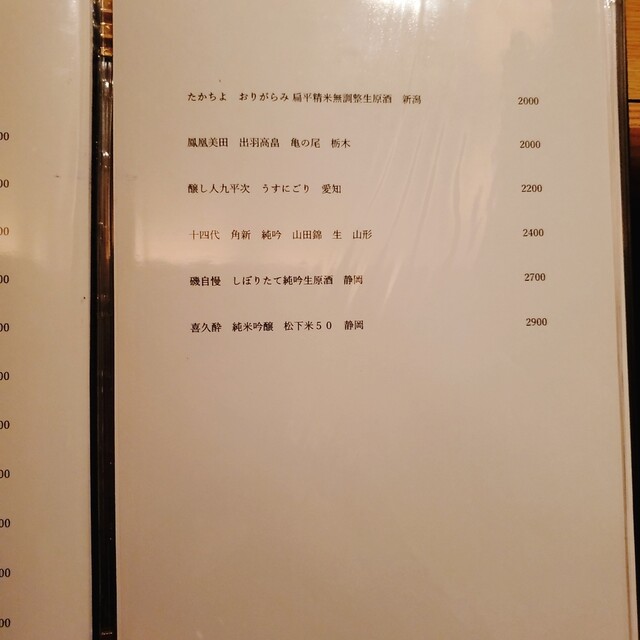 たかちよ　おりがらみ 扁平精米無調整生原酒　新潟　2000
鳳凰美田　出羽高畠　亀の尾　栃木　2000
醸し人九平次　うすにごり　愛知　2200
十四代　角新　純吟　山田錦　生　山形　2400
磯自慢　しぼりたて純吟生原酒　静岡　2700
喜久酔　純米吟醸　松下米５０　静岡　2900